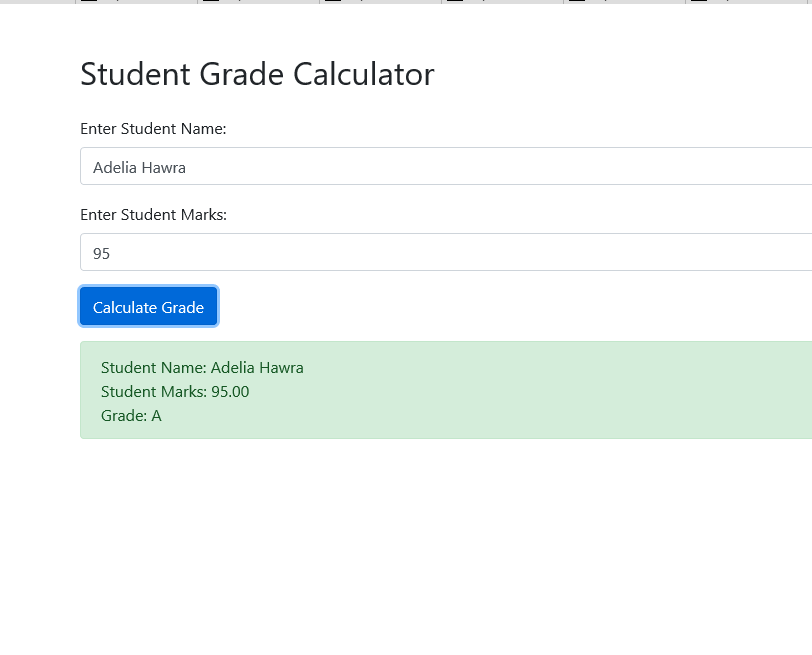 Student Grade Calculator
Enter Student Name:
Adelia Hawra
Enter Student Marks:
95
Calculate Grade
Student Name: Adelia Hawra
Student Marks: 95.00
Grade: A